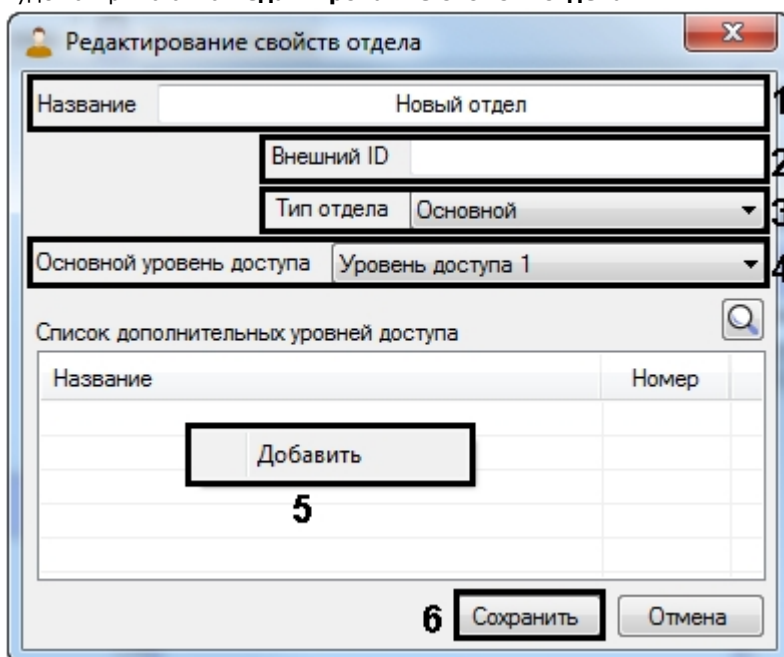 Редактирование свойств отдела
Название Новый отдел 1
Внешний ID 2
Тип отдела Основной 3
Основной уровень доступа Уровень доступа 1 4
Список дополнительных уровней доступа
Название Номер
Добавить
5
6 Сохранить Отмена